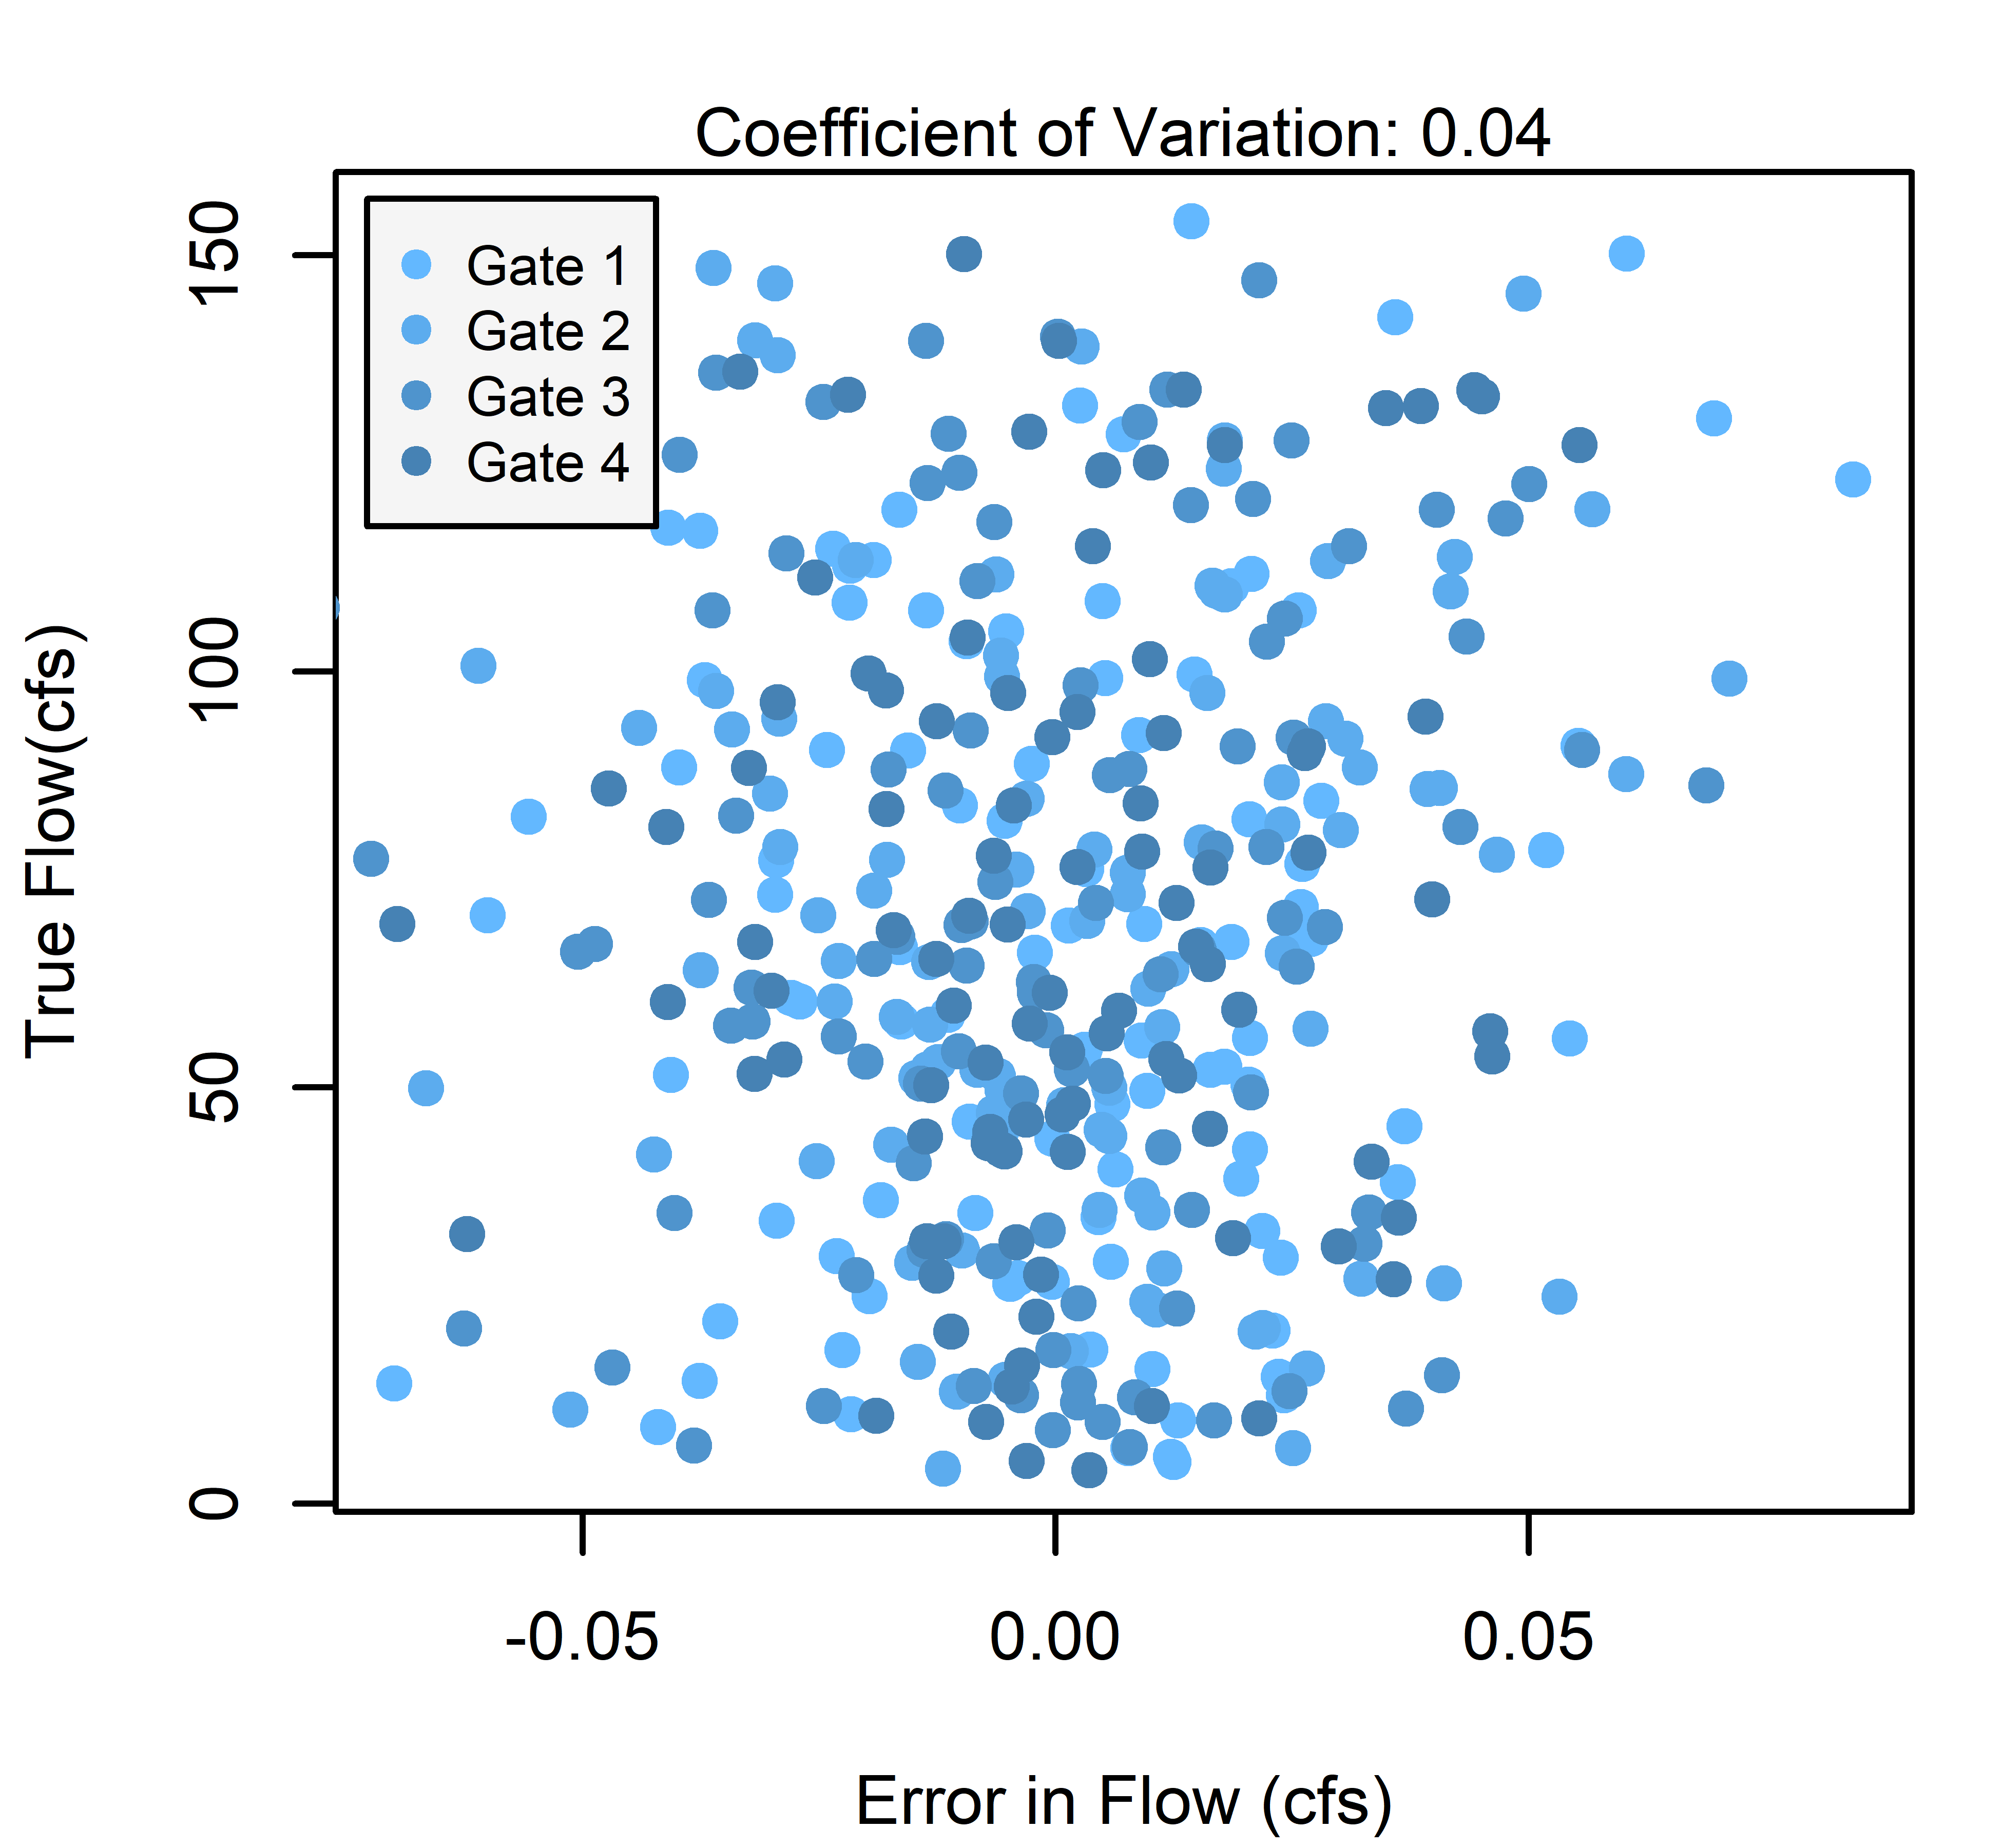 Coefficient of Variation: 0.04
Gate 1
Gate 2
Gate 3
Gate 4
True Flow(cfs)
150
100
50
0
-0.05
0.00
0.05
Error in Flow (cfs)